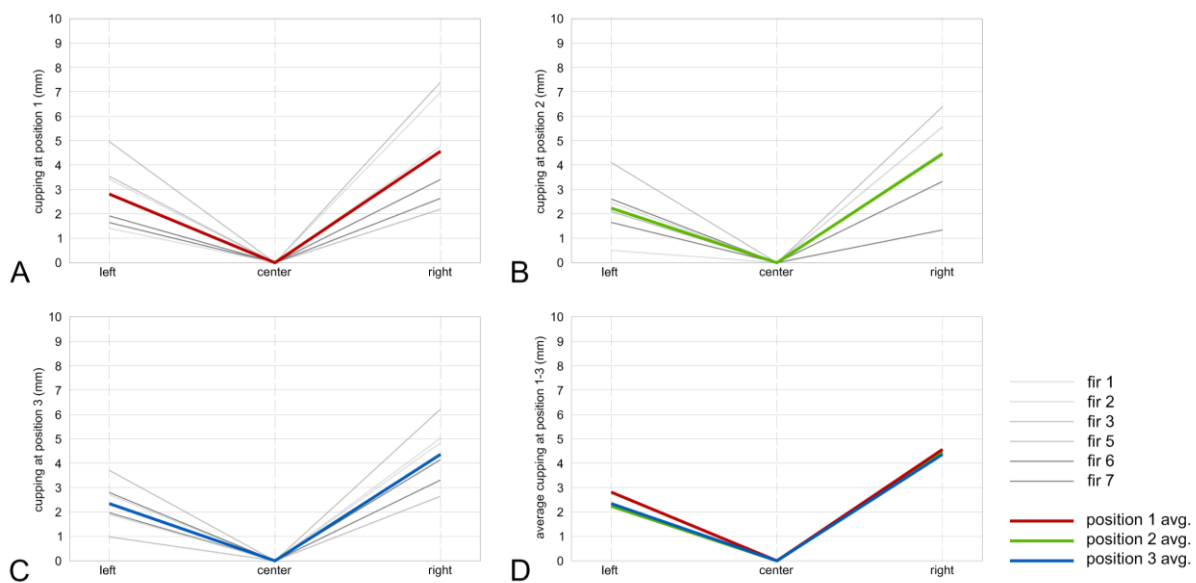 10
9
8
7
6
5
4
3
2
1
0
cupping at position 1 (mm)
left center right
A
10
9
8
7
6
5
4
3
2
1
0
cupping at position 2 (mm)
left center right
B
10
9
8
7
6
5
4
3
2
1
0
cupping at position 3 (mm)
left center right
C
10
9
8
7
6
5
4
3
2
1
0
average cupping at position 1-3 (mm)
left center right
D
fir 1
fir 2
fir 3
fir 5
fir 6
fir 7
position 1 avg.
position 2 avg.
position 3 avg.